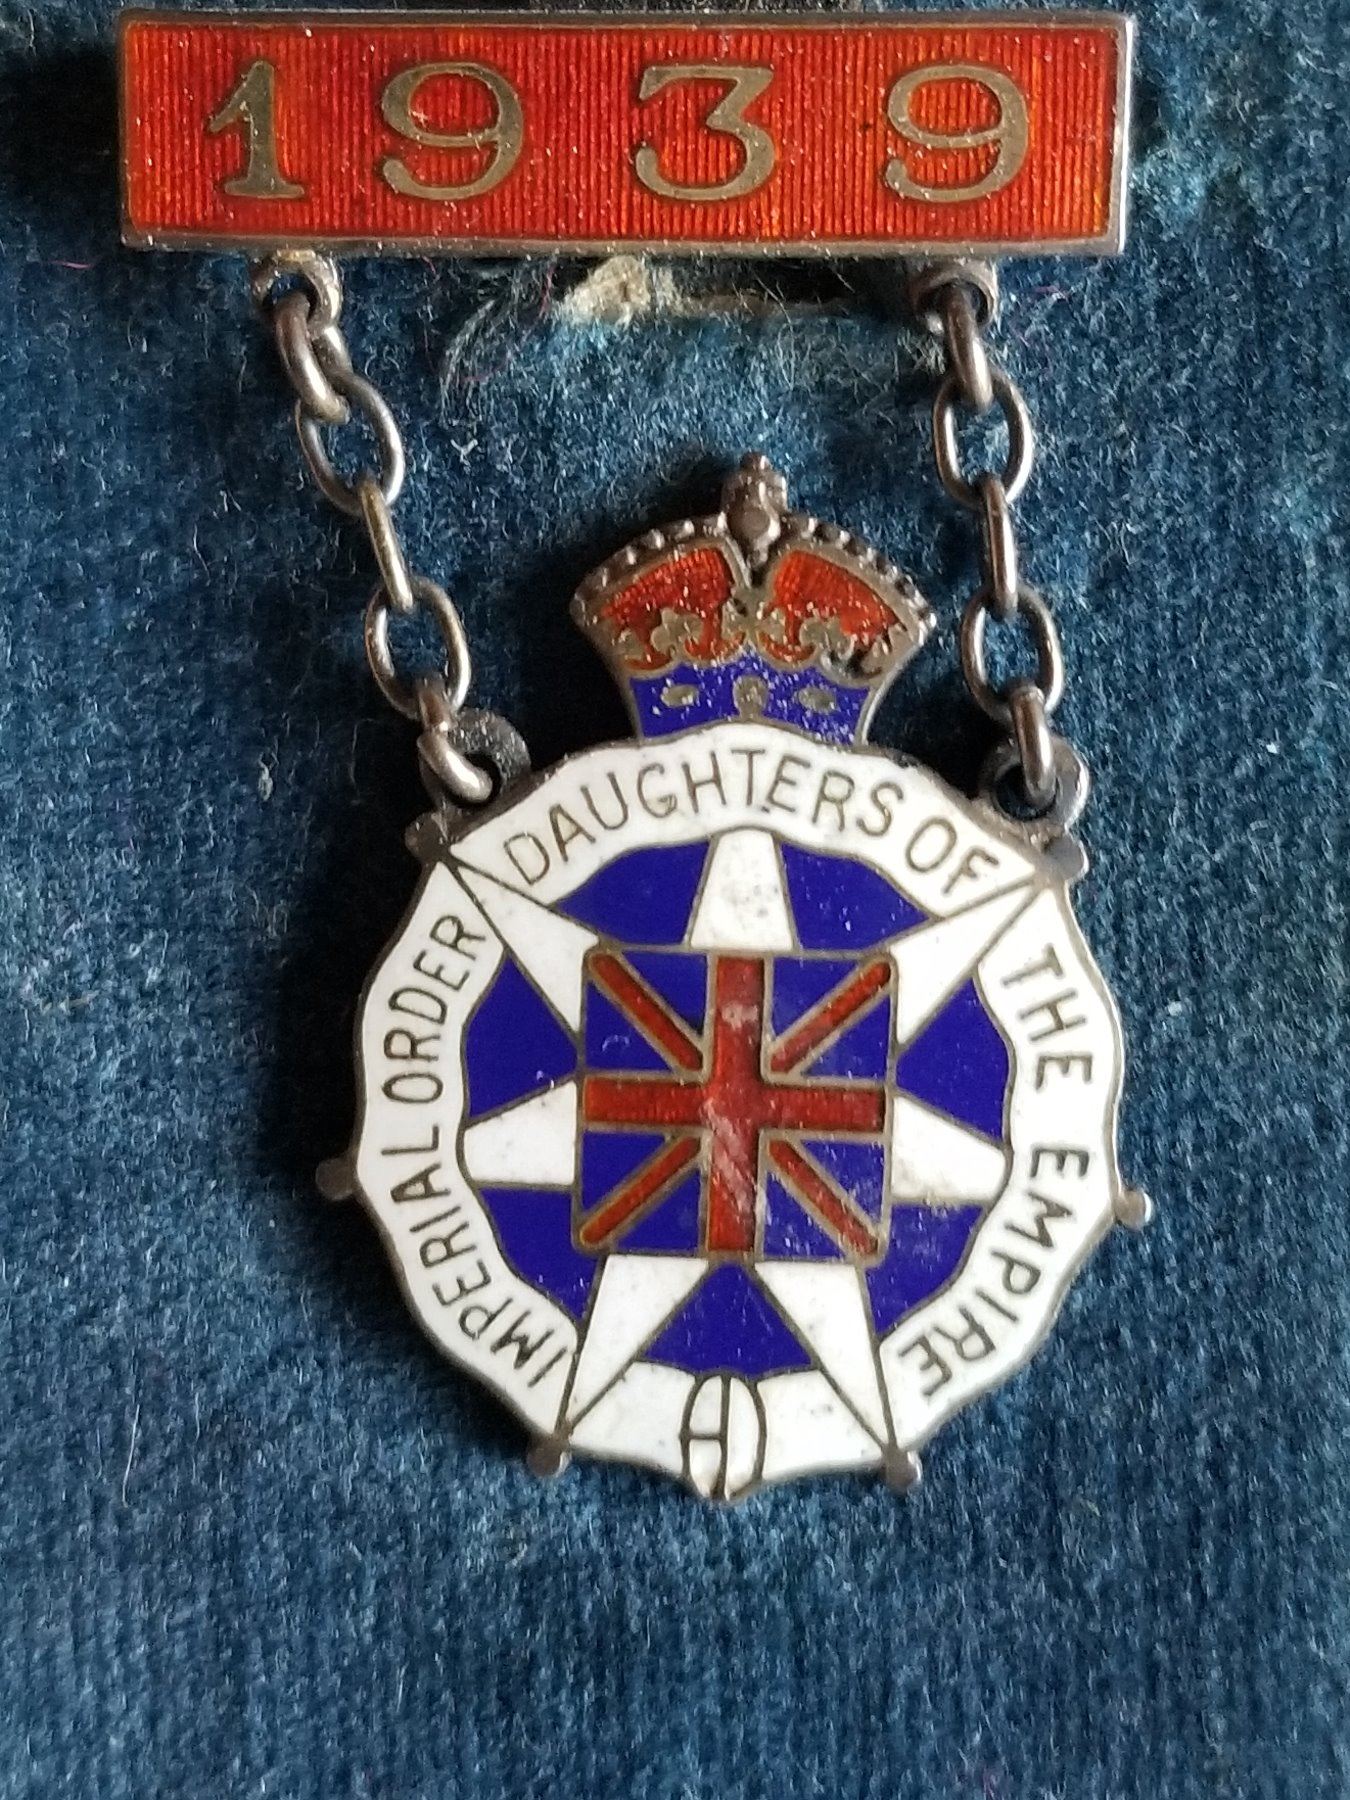 1939
IMPERIAL ORDER DAUGHTERS OF THE EMPIRE